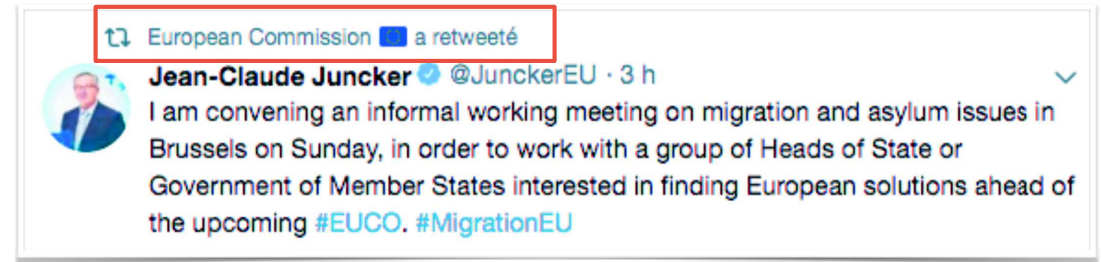 European Commission 🇪🇺 a retweeté
Jean-Claude Juncker @JunckerEU · 3 h
I am convening an informal working meeting on migration and asylum issues in
Brussels on Sunday, in order to work with a group of Heads of State or
Government of Member States interested in finding European solutions ahead of
the upcoming #EUCO. #MigrationEU